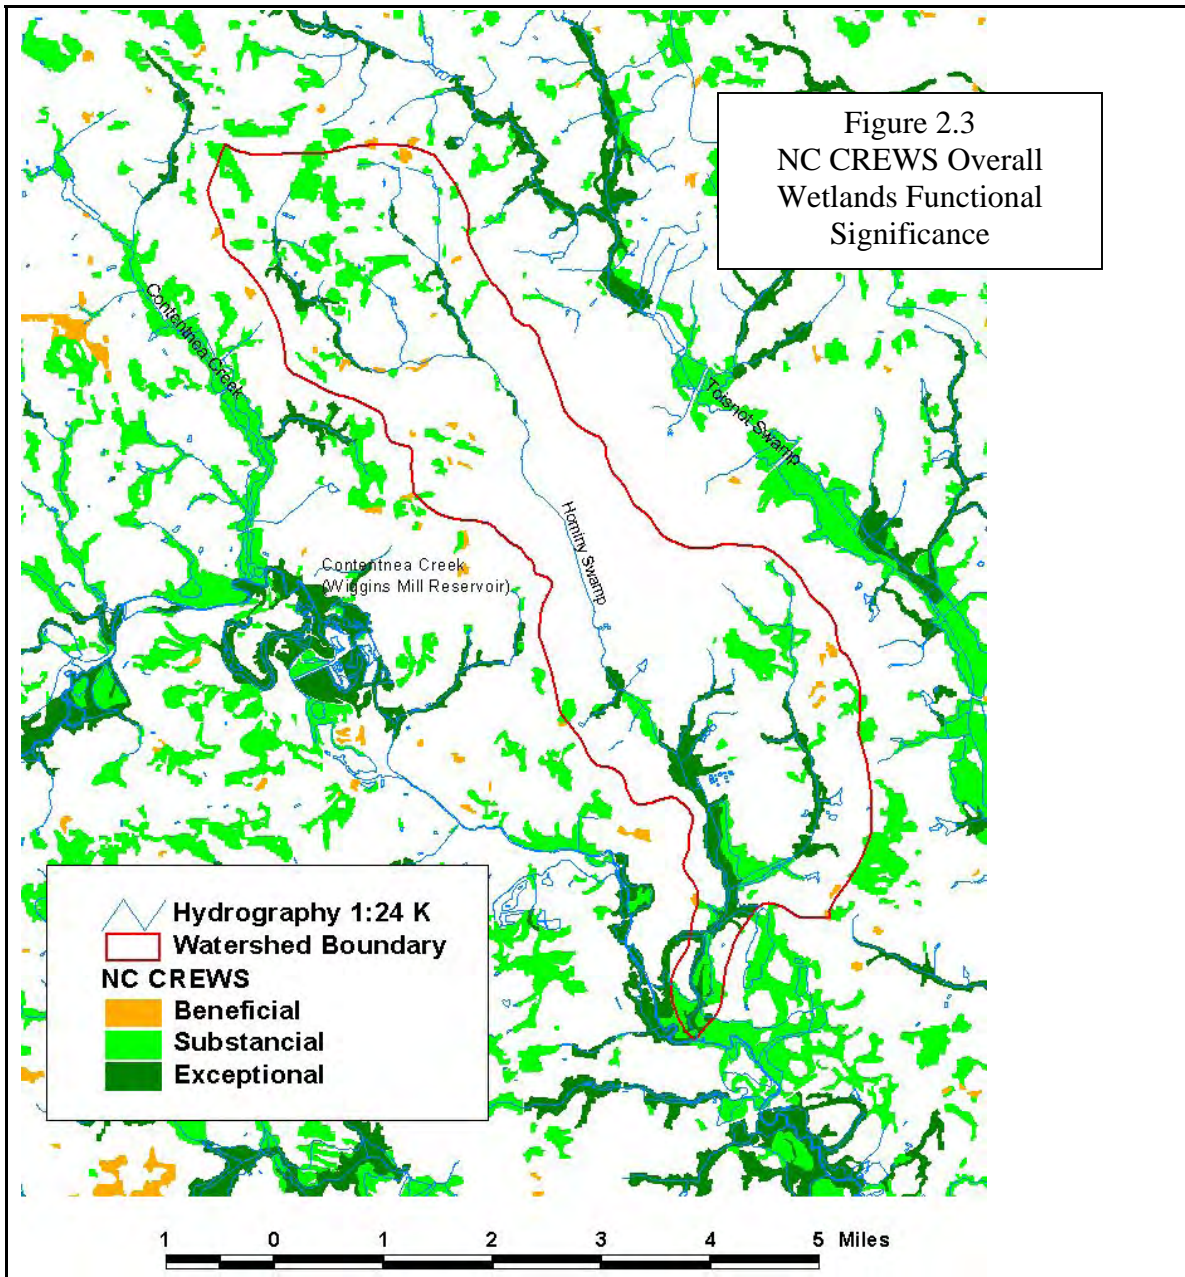 Figure 2.3
NC CREWS Overall
Wetlands Functional
Significance
Contentnea Creek
Toisnot Swamp
Hominy Swamp
Contentnea Creek
(Wiggins Mill Reservoir)
Hydrography 1:24 K
Watershed Boundary
NC CREWS
Beneficial
Substancial
Exceptional
1 0 1 2 3 4 5 Miles